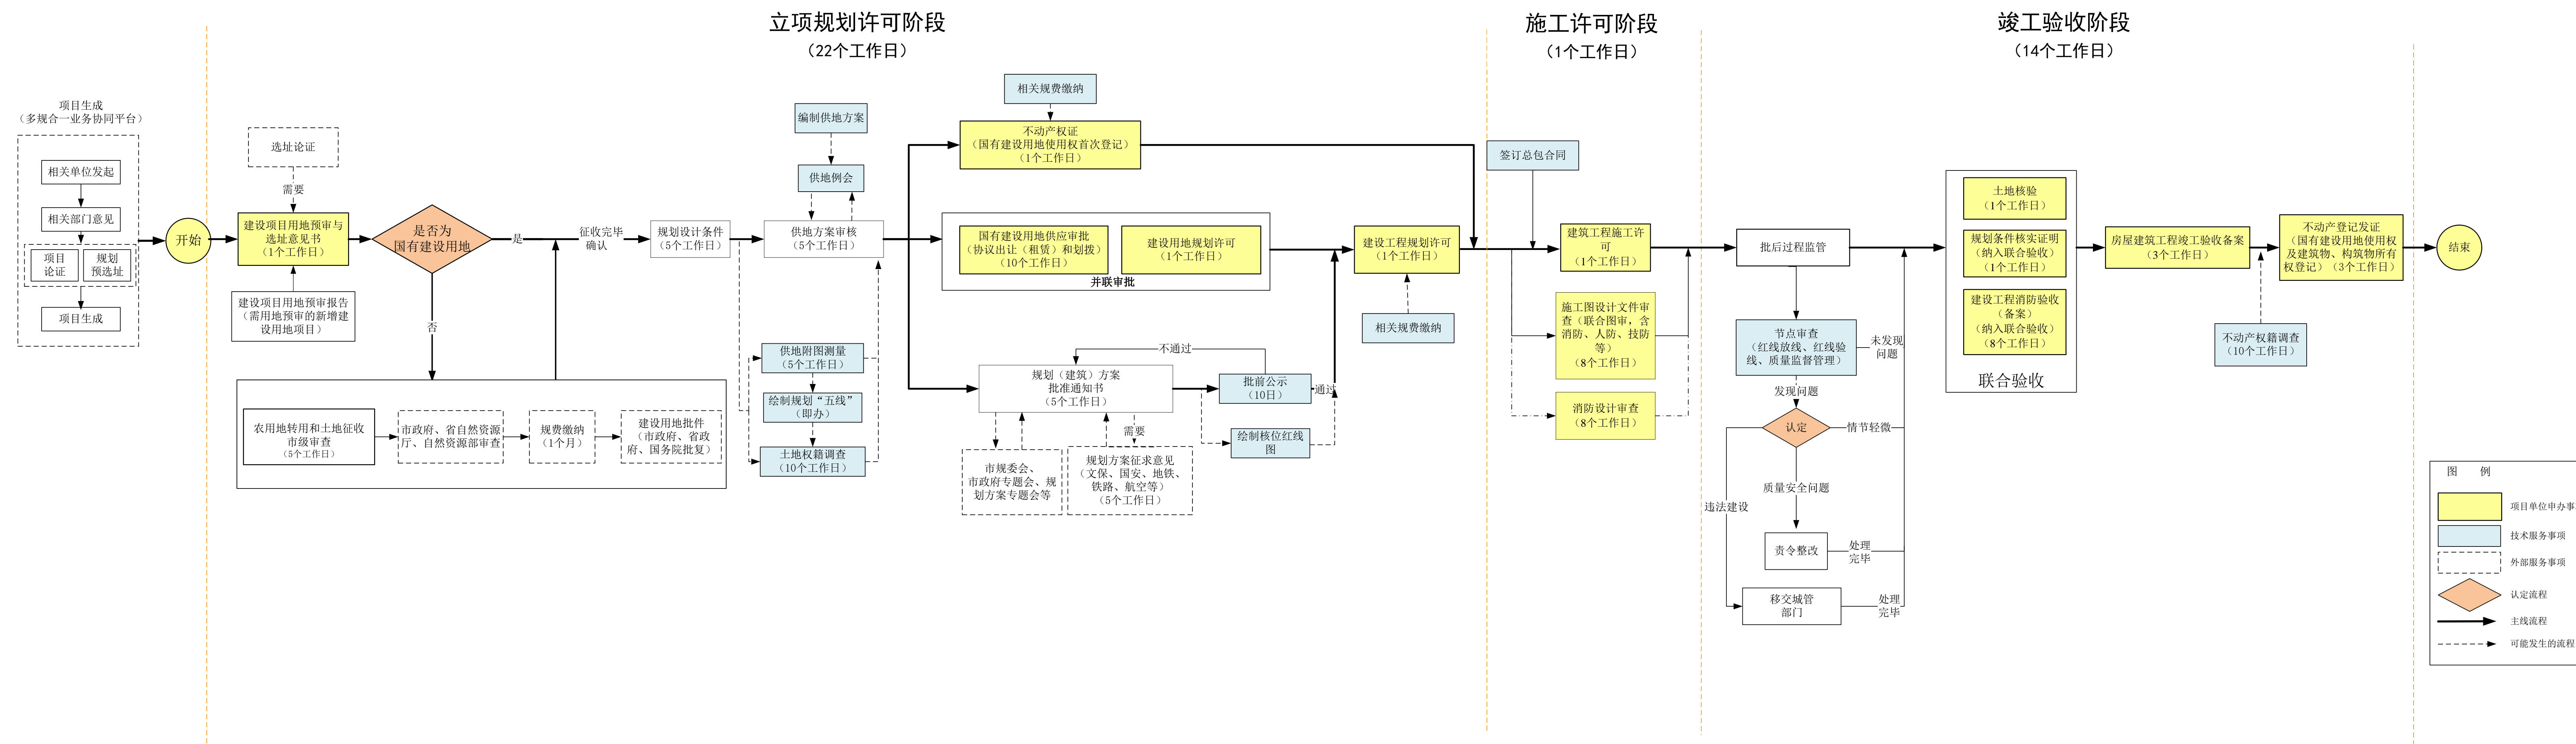 立项规划许可阶段
（22个工作日）
施工许可阶段
（1个工作日）
竣工验收阶段
（14个工作日）
项目生成
（多规合一业务协同平台）
相关单位发起
相关部门意见
项目
论证
规划
预选址
项目生成
开始
选址论证
需要
建设项目用地预审与
选址意见书
（1个工作日）
建设项目用地预审报告
（需用地预审的新增建
设用地项目）
是否为
国有建设用地
是
否
农用地转用和土地征收
市级审查
（5个工作日）
市政府、省自然资源
厅、自然资源部审查
规费缴纳
（1个月）
建设用地批件
（市政府、省政
府、国务院批复）
征收完毕
确认
规划设计条件
（5个工作日）
编制供地方案
供地例会
供地方案审核
（5个工作日）
供地附图测量
（5个工作日）
绘制规划“五线”
（即办）
土地权籍调查
（10个工作日）
相关规费缴纳
不动产权证
（国有建设用地使用权首次登记）
（1个工作日）
国有建设用地供应审批
（协议出让（租赁）和划拨）
（10个工作日）
建设用地规划许可
（1个工作日）
并联审批
不通过
规划（建筑）方案
批准通知书
（5个工作日）
批前公示
（10日）
通过
需要
绘制核位红线
图
市规委会、
市政府专题会、规
划方案专题会等
规划方案征求意见
（文保、国安、地铁、
铁路、航空等）
（5个工作日）
建设工程规划许可
（1个工作日）
相关规费缴纳
签订总包合同
建筑工程施工许
可
（1个工作日）
施工图设计文件审
查（联合图审，含
消防、人防、技防
等）
（8个工作日）
消防设计审查
（8个工作日）
批后过程监管
节点审查
（红线放线、红线验
线、质量监督管理）
未发现
问题
发现问题
认定
情节轻微
质量安全问题
违法建设
责令整改
处理
完毕
移交城管
部门
处理
完毕
土地核验
（1个工作日）
规划条件核实证明
（纳入联合验收）
（1个工作日）
建设工程消防验收
（备案）
（纳入联合验收）
（8个工作日）
联合验收
房屋建筑工程竣工验收备案
（3个工作日）
不动产登记发证
（国有建设用地使用权
及建筑物、构筑物所有
权登记）（3个工作日）
不动产权籍调查
（10个工作日）
结束
图 例
项目单位申办事
技术服务事项
外部服务事项
认定流程
主线流程
可能发生的流程